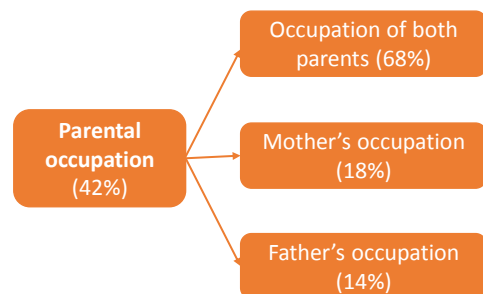 Parental
occupation
(42%)
Occupation of both
parents (68%)
Mother’s occupation
(18%)
Father’s occupation
(14%)